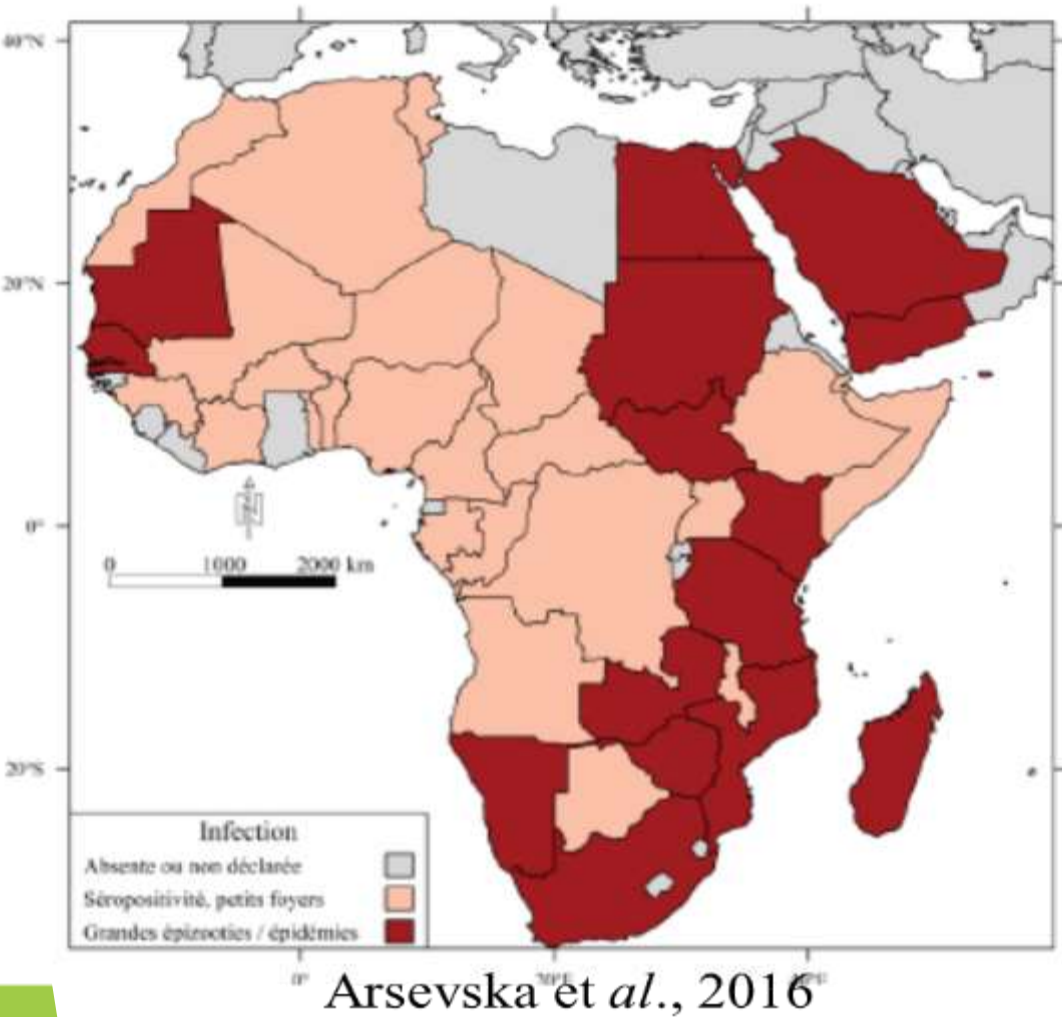 40°N
20°N
0°
20°S
N
0 1000 2000 km
Infection
Absente ou non déclarée
Séropositivité, petits foyers
Grandes épizooties / épidémies
0°
Arsevska et al., 2016